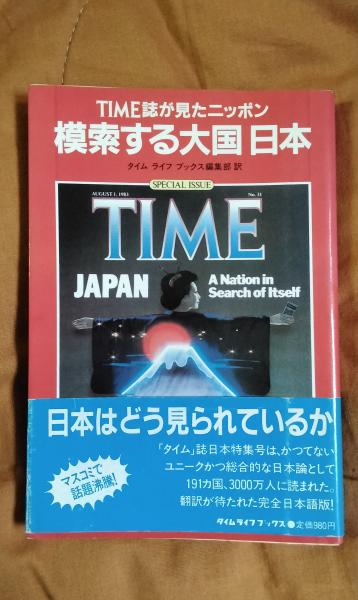 TIME誌が見たニッポン
模索する大国 日本
タイム ライフ ブックス編集部 訳
SPECIAL ISSUE
AUGUST 1, 1983
No. 31
TIME
JAPAN
A Nation in
Search of Itself
日本はどう見られているか
マスコミで
話題沸騰!
「タイム」誌日本特集号は、かつてない
ユニークかつ総合的な日本論として
191カ国、3000万人に読まれた。
翻訳が待たれた完全日本語版!
タイム ライフ ブックス●定価980円